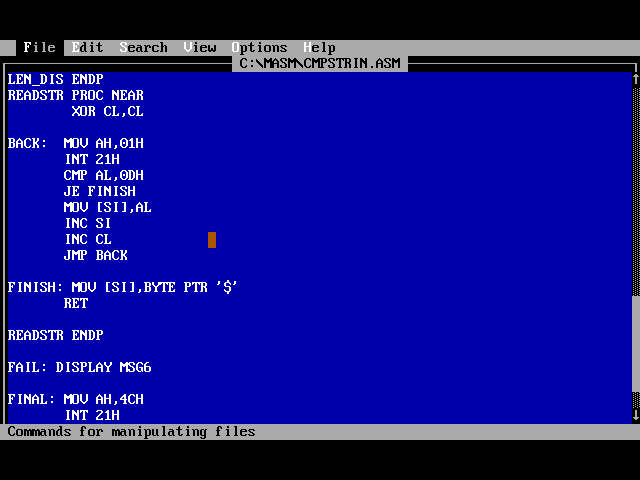 File Edit Search View Options Help
C:\MASM\CMPSTRIN.ASM
LEN_DIS ENDP
READSTR PROC NEAR
XOR CL,CL
BACK: MOV AH,01H
INT 21H
CMP AL,0DH
JE FINISH
MOV [SI],AL
INC SI
INC CL
JMP BACK
FINISH: MOV [SI],BYTE PTR '$'
RET
READSTR ENDP
FAIL: DISPLAY MSG6
FINAL: MOV AH,4CH
INT 21H
Commands for manipulating files